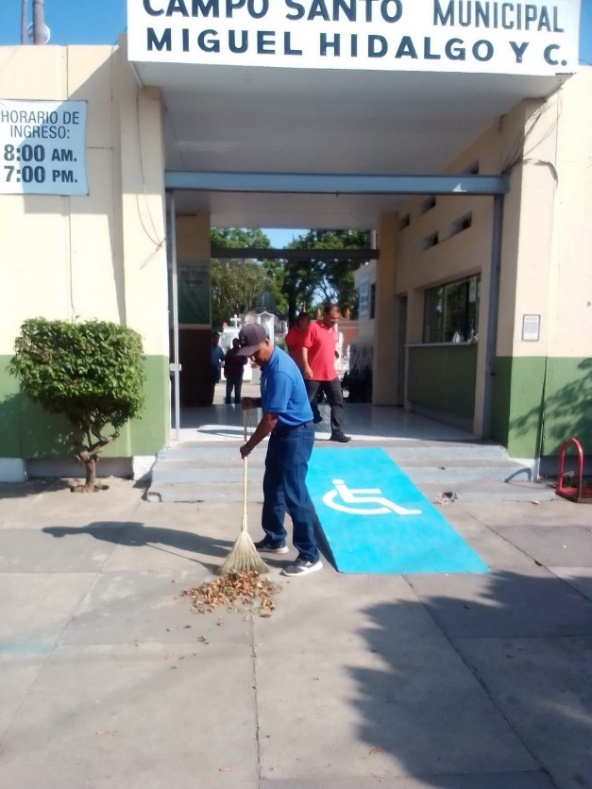 CAMPO SANTO MUNICIPAL
MIGUEL HIDALGO Y C.
HORARIO DE
INGRESO:
8:00 AM.
7:00 PM.